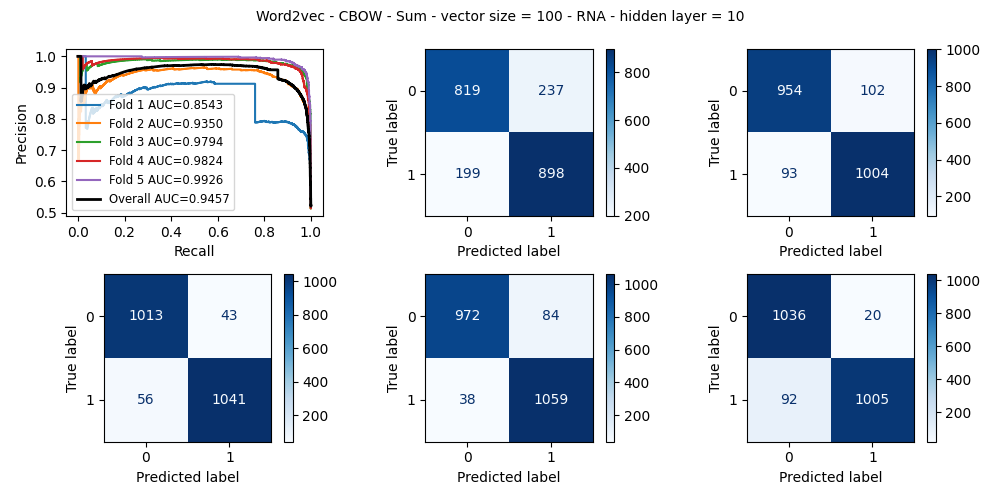 Word2vec - CBOW - Sum - vector size = 100 - RNA - hidden layer = 10
Precision
1.0
0.9
0.8
0.7
0.6
0.5
Fold 1 AUC=0.8543
Fold 2 AUC=0.9350
Fold 3 AUC=0.9794
Fold 4 AUC=0.9824
Fold 5 AUC=0.9926
Overall AUC=0.9457
0.0 0.2 0.4 0.6 0.8 1.0
Recall
True label
0 819 237
1 199 898
0 1
Predicted label
800
600
400
200
True label
0 954 102
1 93 1004
0 1
Predicted label
1000
800
600
400
200
True label
0 1013 43
1 56 1041
0 1
Predicted label
1000
800
600
400
200
True label
0 972 84
1 38 1059
0 1
Predicted label
1000
800
600
400
200
True label
0 1036 20
1 92 1005
0 1
Predicted label
1000
800
600
400
200